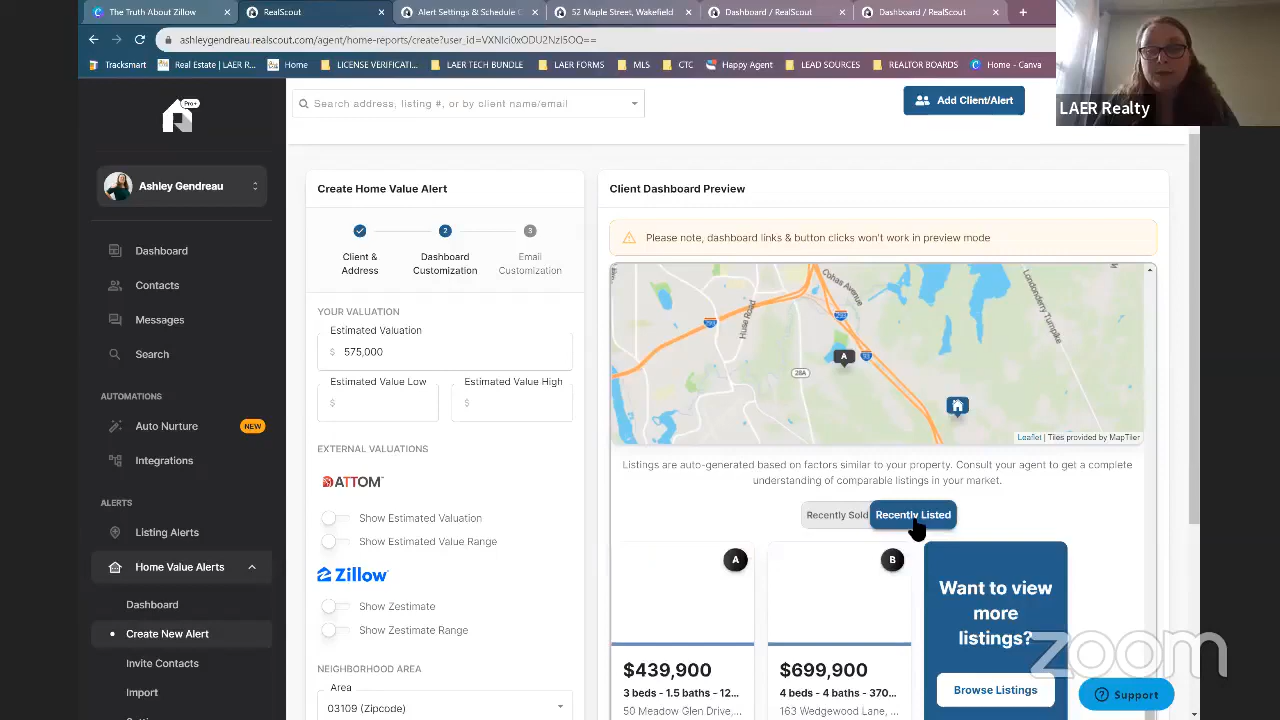 The Truth About Zillow
RealScout
Alert Settings & Schedule C
52 Maple Street, Wakefield
Dashboard / RealScout
Dashboard / RealScout
ashleygendreau.realscout.com/agent/home-reports/create?user_id=VXNlci0xODU2NzI5OQ==
Tracksmart
Real Estate | LAER R...
Home
LICENSE VERIFICATI...
LAER TECH BUNDLE
LAER FORMS
MLS
CTC
Happy Agent
LEAD SOURCES
REALTOR BOARDS
Home - Canva
LAER Realty
Pro+
Search address, listing #, or by client name/email
Add Client/Alert
Ashley Gendreau
Dashboard
Contacts
Messages
Search
AUTOMATIONS
Auto Nurture
NEW
Integrations
ALERTS
Listing Alerts
Home Value Alerts
Dashboard
Create New Alert
Invite Contacts
Import
Create Home Value Alert
2
3
Client & Address
Dashboard Customization
Email Customization
YOUR VALUATION
Estimated Valuation
$ 575,000
Estimated Value Low
$
Estimated Value High
$
EXTERNAL VALUATIONS
ATTOM
Show Estimated Valuation
Show Estimated Value Range
Zillow
Show Zestimate
Show Zestimate Range
NEIGHBORHOOD AREA
Area
03109 (Zipcode)
Client Dashboard Preview
Please note, dashboard links & button clicks won't work in preview mode
Cohas Avenue
Huse Road
Londonderry Turnpike
28A
A
Leaflet | Tiles provided by MapTiler
Listings are auto-generated based on factors similar to your property. Consult your agent to get a complete
understanding of comparable listings in your market.
Recently Sold
Recently Listed
A
B
$439,900
3 beds - 1.5 baths - 12...
50 Meadow Glen Drive,...
$699,900
4 beds - 4 baths - 370...
163 Wedgewood Lane, ...
Want to view
more
listings?
Browse Listings
zoom
Support